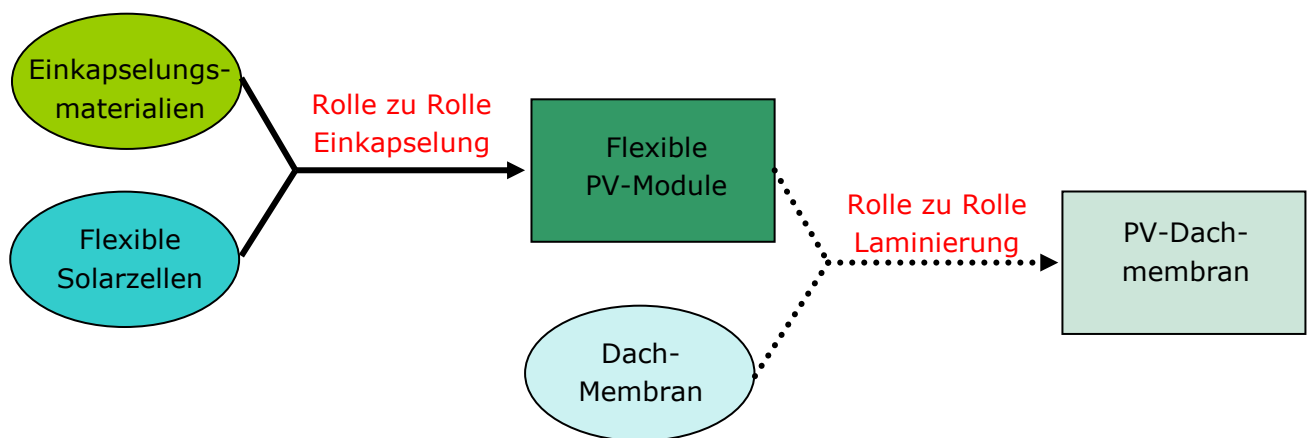 Einkapselungs-
materialien
Rolle zu Rolle
Einkapselung
Flexible
PV-Module
Flexible
Solarzellen
Rolle zu Rolle
Laminierung
PV-Dach-
membran
Dach-
Membran